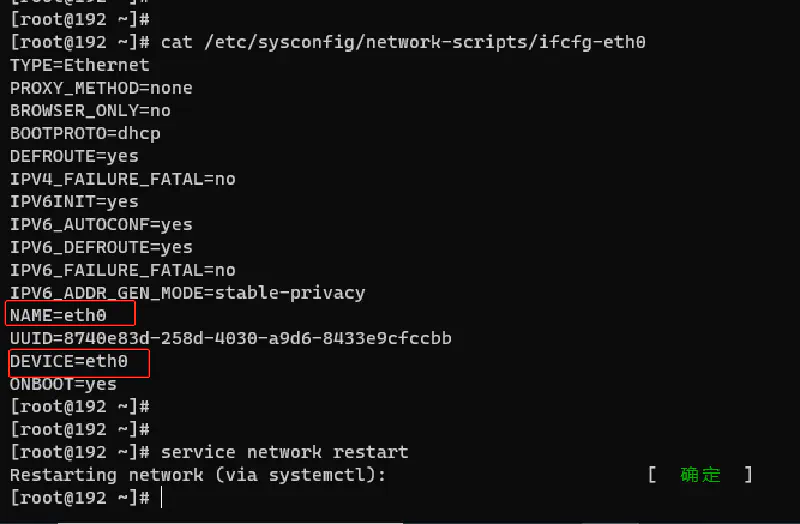 [root@192 ~]#
[root@192 ~]# cat /etc/sysconfig/network-scripts/ifcfg-eth0
TYPE=Ethernet
PROXY_METHOD=none
BROWSER_ONLY=no
BOOTPROTO=dhcp
DEFROUTE=yes
IPV4_FAILURE_FATAL=no
IPV6INIT=yes
IPV6_AUTOCONF=yes
IPV6_DEFROUTE=yes
IPV6_FAILURE_FATAL=no
IPV6_ADDR_GEN_MODE=stable-privacy
NAME=eth0
UUID=8740e83d-258d-4030-a9d6-8433e9cfccbb
DEVICE=eth0
ONBOOT=yes
[root@192 ~]#
[root@192 ~]#
[root@192 ~]# service network restart
Restarting network (via systemctl): [ 确定 ]
[root@192 ~]#